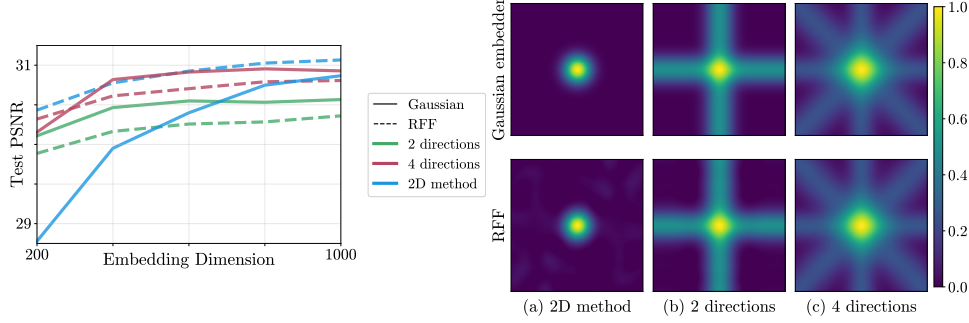 31
29
Test PSNR
200
Embedding Dimension
1000
Gaussian
RFF
2 directions
4 directions
2D method
Gaussian embedder
RFF
(a) 2D method
(b) 2 directions
(c) 4 directions
1.0
0.8
0.6
0.4
0.2
0.0